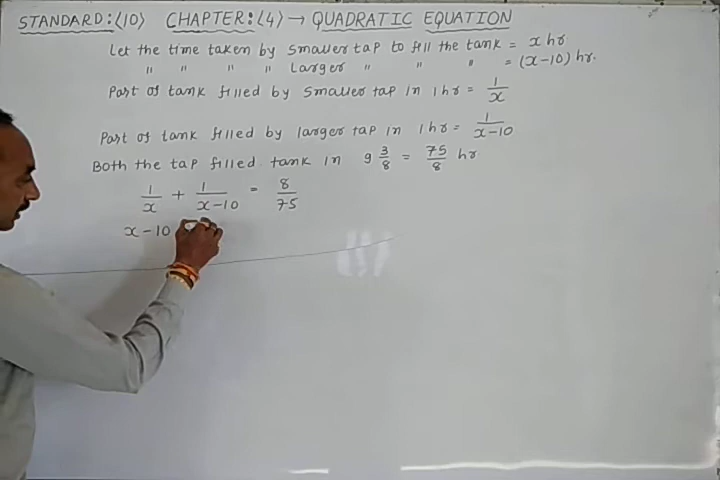 STANDARD:(10) CHAPTER:(4) → QUADRATIC EQUATION
Let the time taken by smaller tap to fill the tank = x hr
" " " " Larger " " " = (x-10) hr.
Part of tank filled by smaller tap in 1 hr = 1/x
Part of tank filled by larger tap in 1 hr = 1/x-10
Both the tap filled tank in 9 3/8 = 75/8 hr
1/x + 1/x-10 = 8/75
x-10